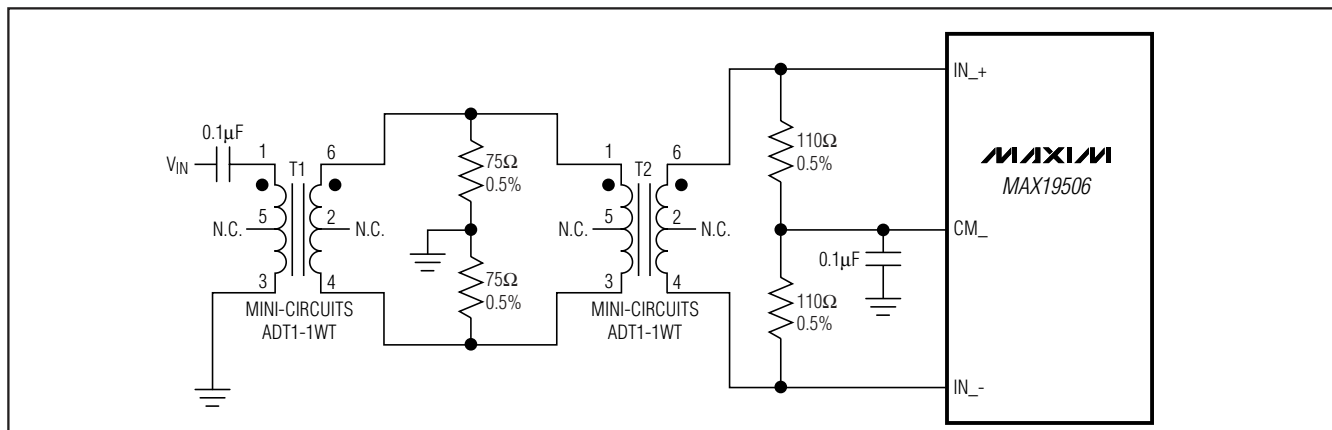 0.1µF
VIN
1
T1
6
N.C.
5
2
N.C.
3
4
MINI-CIRCUITS
ADT1-1WT
75Ω
0.5%
75Ω
0.5%
1
T2
6
N.C.
5
2
N.C.
3
4
MINI-CIRCUITS
ADT1-1WT
110Ω
0.5%
0.1µF
110Ω
0.5%
IN_+
MAXIM
MAX19506
CM_
IN_-